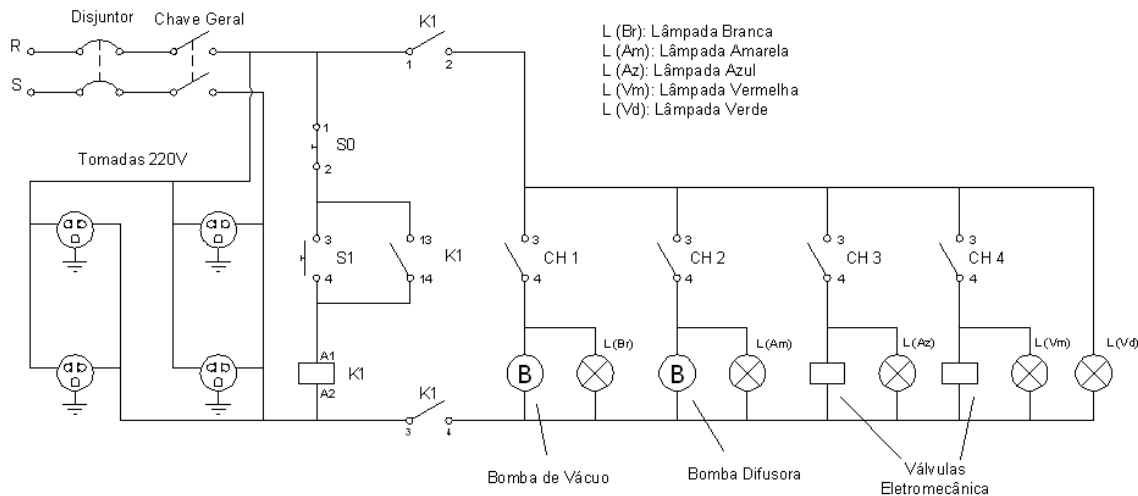 Disjuntor
Chave Geral
R
S
K1
1
2
L (Br): Lâmpada Branca
L (Am): Lâmpada Amarela
L (Az): Lâmpada Azul
L (Vm): Lâmpada Vermelha
L (Vd): Lâmpada Verde
Tomadas 220V
1
S0
2
3
S1
4
13
K1
14
3
CH 1
4
3
CH 2
4
3
CH 3
4
3
CH 4
4
A1
K1
A2
B
L(Br)
B
L(Am)
L(Az)
L(Vm)
L(Vd)
K1
3
4
Bomba de Vácuo
Bomba Difusora
Válvulas
Eletromecânica